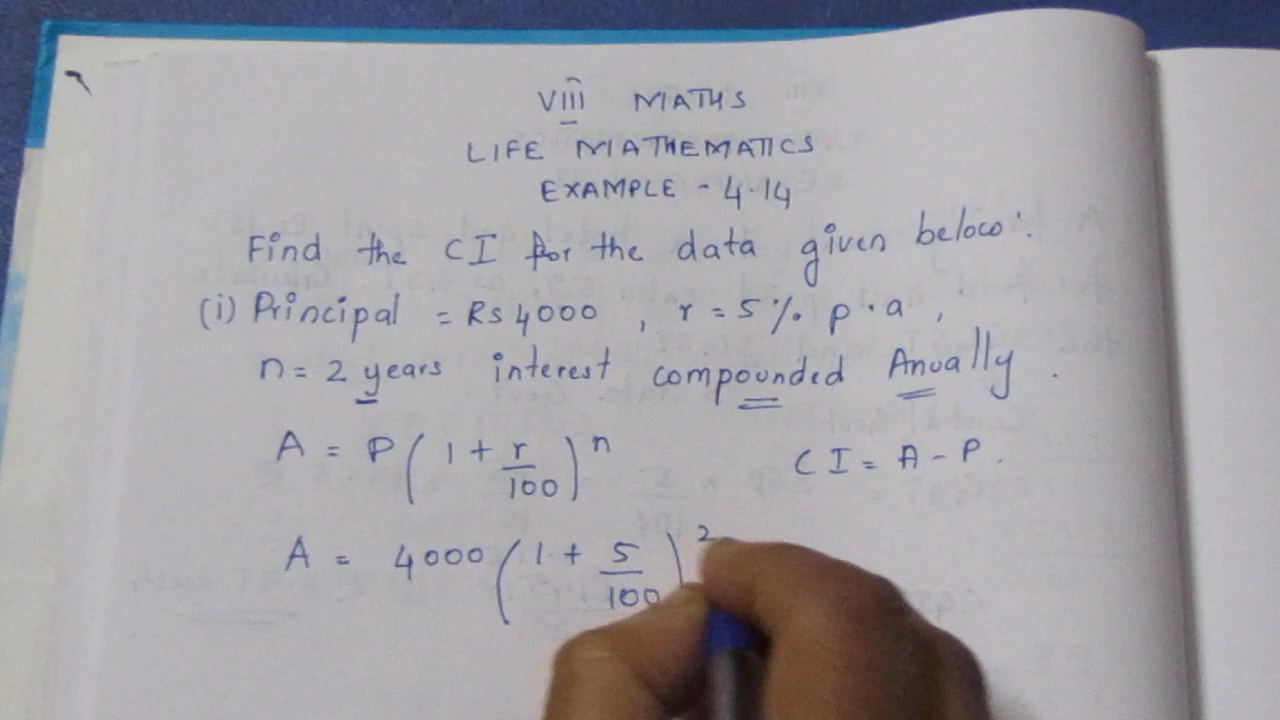 VIII MATHS
LIFE MATHEMATICS
EXAMPLE - 4.14
Find the CI for the data given below:
(i) Principal = Rs 4000 , r = 5% p.a ,
n = 2 years interest compounded Anually .
A = P(1 + r/100)^n CI = A - P.
A = 4000(1 + 5/100)^2